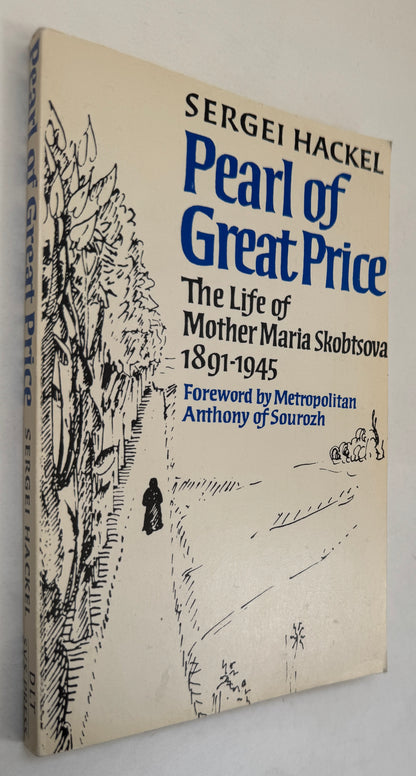 SERGEI HACKEL
Pearl of
Great Price
The Life of
Mother Maria Skobtsova
1891-1945
Foreword by Metropolitan
Anthony of Sourozh
Pearl of Great Price
SERGEI HACKEL
DLT